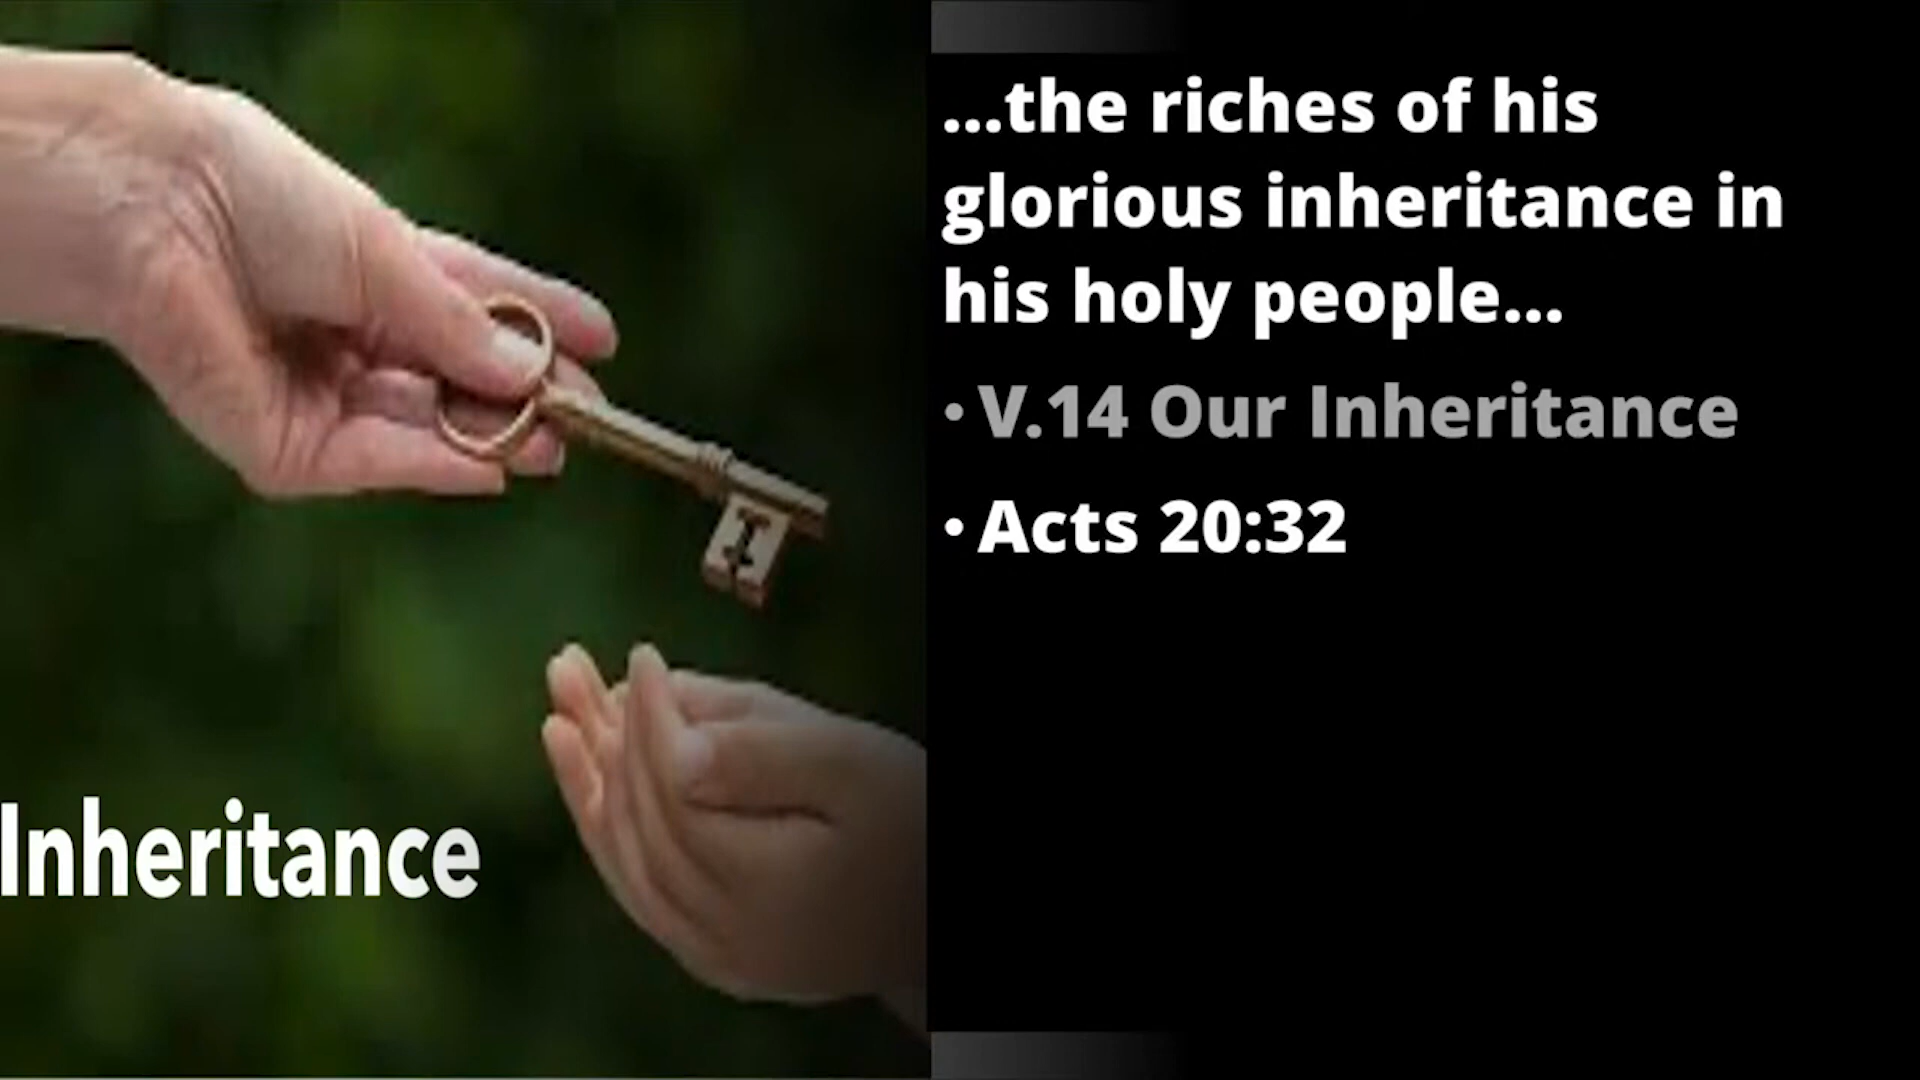 ...the riches of his
glorious inheritance in
his holy people...
• V.14 Our Inheritance
• Acts 20:32
Inheritance